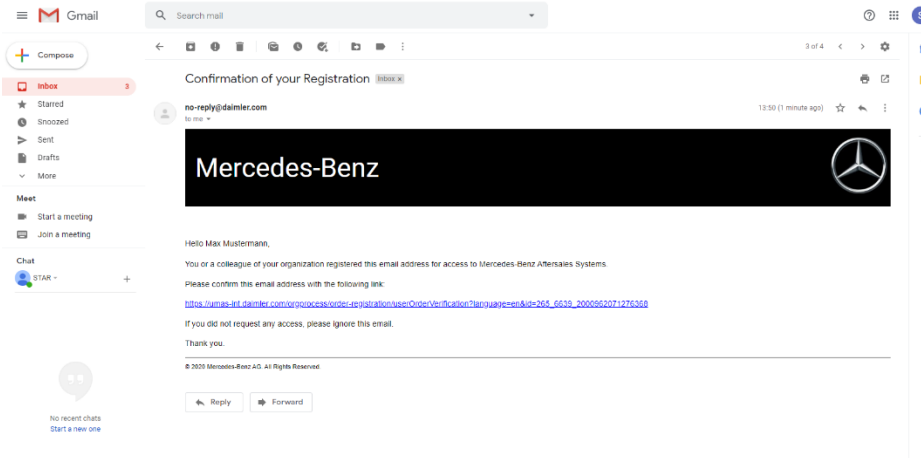 Gmail
Search mail
Compose
3 of 4
Inbox 3
Starred
Snoozed
Sent
Drafts
More
Meet
Start a meeting
Join a meeting
Chat
STAR
No recent chats
Start a new one
Confirmation of your Registration Inbox x
no-reply@daimler.com 13:50 (1 minute ago)
to me
Mercedes-Benz
Hello Max Mustermann,
You or a colleague of your organization registered this email address for access to Mercedes-Benz Aftersales Systems.
Please confirm this email address with the following link:
https://umas-int.daimler.com/orgprocess/order-registration/userOrderVerification?language=en&id=265_6639_2000962071276368
If you did not request any access, please ignore this email.
Thank you.
© 2020 Mercedes-Benz AG. All Rights Reserved.
Reply Forward